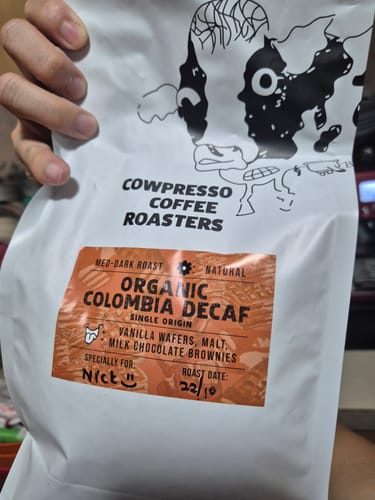 COWPRESSO
COFFEE
ROASTERS
MED-DARK ROAST : NATURAL
ORGANIC
COLOMBIA DECAF
SINGLE ORIGIN
: VANILLA WAFERS, MALT,
MILK CHOCOLATE BROWNIES
SPECIALLY FOR: ROAST DATE:
Nick 22/10